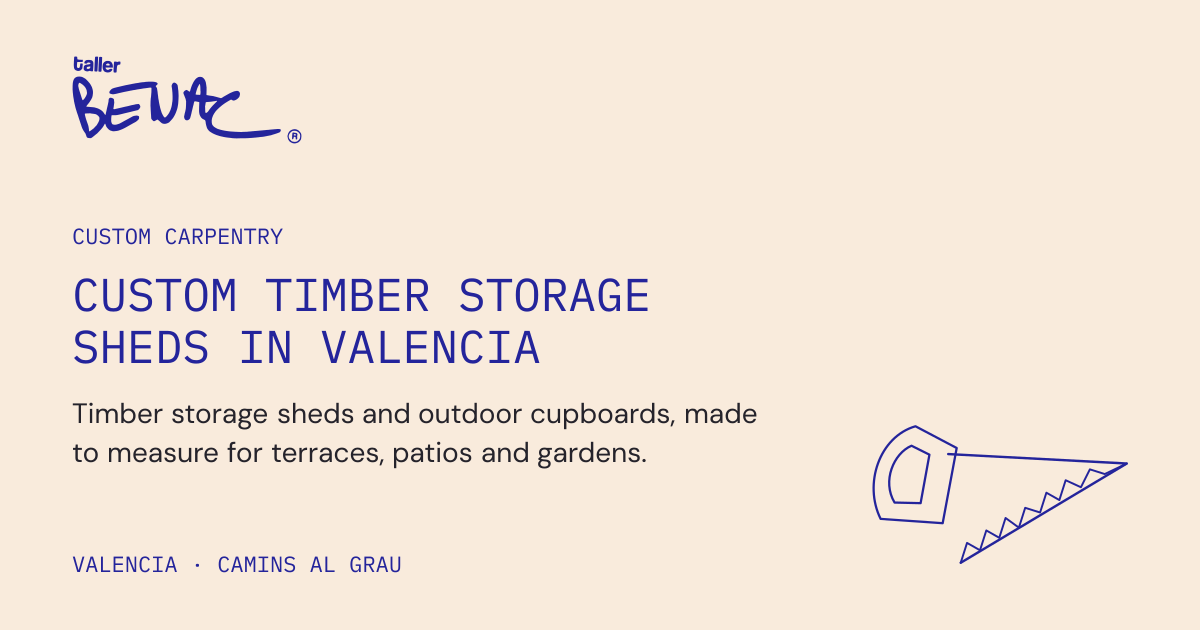 taller
BENAC ®
CUSTOM CARPENTRY
CUSTOM TIMBER STORAGE
SHEDS IN VALENCIA
Timber storage sheds and outdoor cupboards, made
to measure for terraces, patios and gardens.
VALENCIA · CAMINS AL GRAU